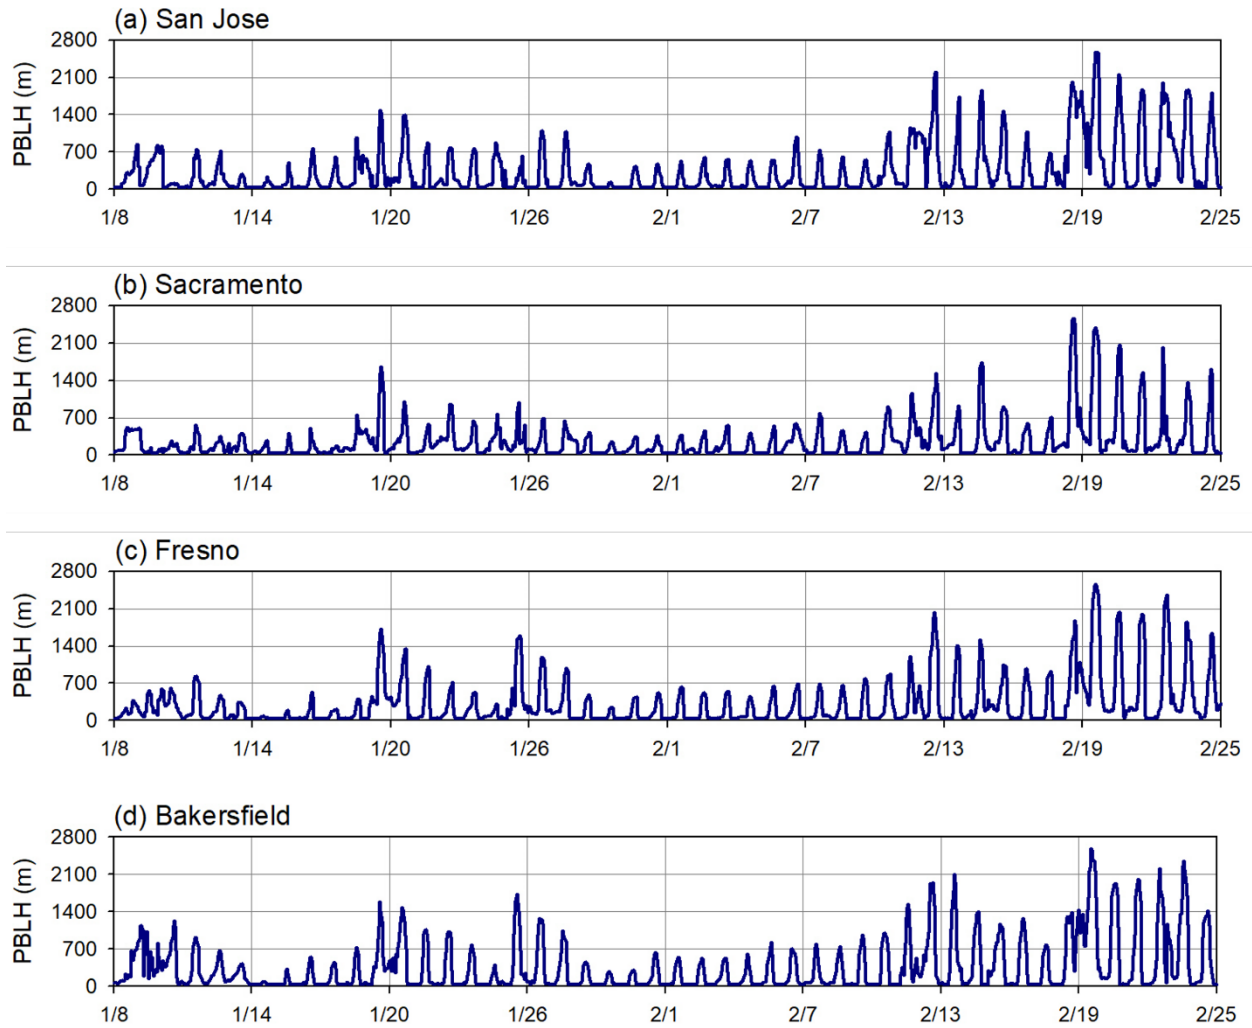 (a) San Jose
PBLH (m)
2800
2100
1400
700
0
1/8 1/14 1/20 1/26 2/1 2/7 2/13 2/19 2/25
(b) Sacramento
PBLH (m)
2800
2100
1400
700
0
1/8 1/14 1/20 1/26 2/1 2/7 2/13 2/19 2/25
(c) Fresno
PBLH (m)
2800
2100
1400
700
0
1/8 1/14 1/20 1/26 2/1 2/7 2/13 2/19 2/25
(d) Bakersfield
PBLH (m)
2800
2100
1400
700
0
1/8 1/14 1/20 1/26 2/1 2/7 2/13 2/19 2/25